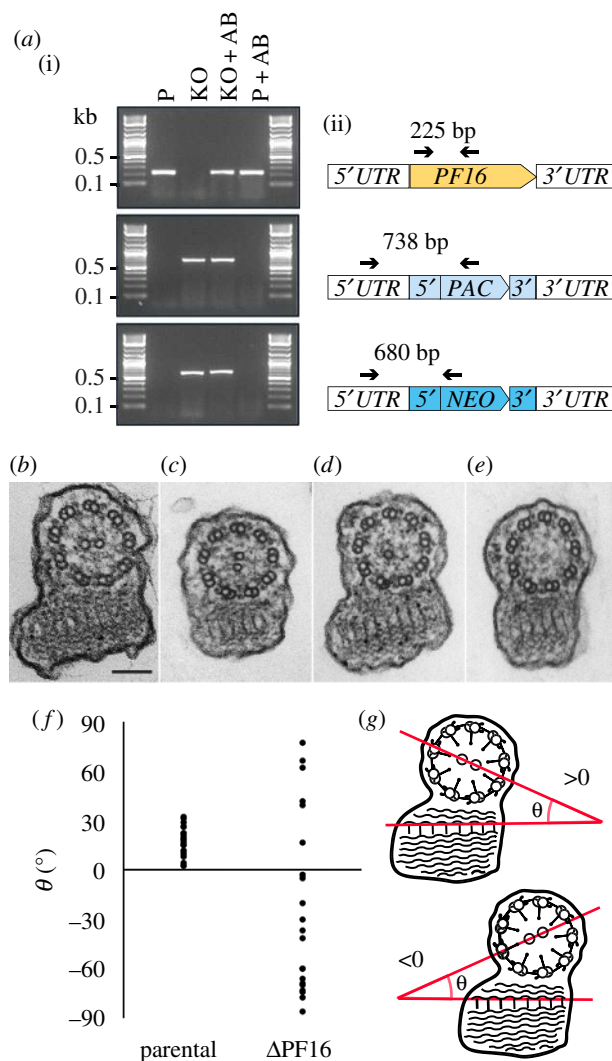 (a)
(i)
P KO KO + AB P + AB
kb
0.5
0.1
0.5
0.1
0.5
0.1
(ii)
225 bp
5′ UTR PF16 3′ UTR
738 bp
5′ UTR 5′ PAC 3′ 3′ UTR
680 bp
5′ UTR 5′ NEO 3′ 3′ UTR
(b) (c) (d) (e)
(f)
90
60
30
0
–30
–60
–90
θ (°)
parental ΔPF16
(g)
>0
θ
<0
θ